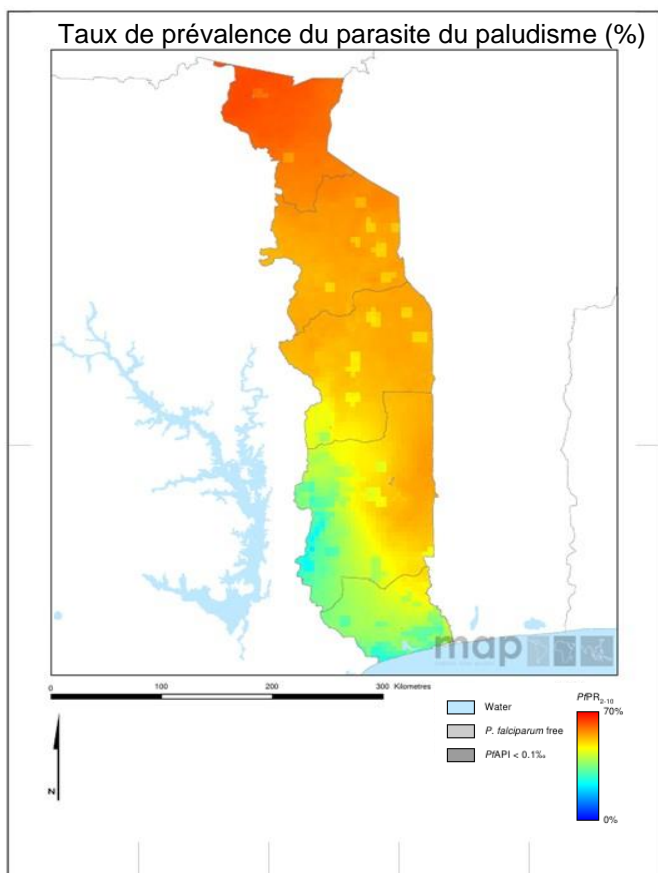 Taux de prévalence du parasite du paludisme (%)
map
0 100 200 300 Kilometres
N
Water
P. falciparum free
PfAPI < 0.1‰
PfPR2-10
70%
0%